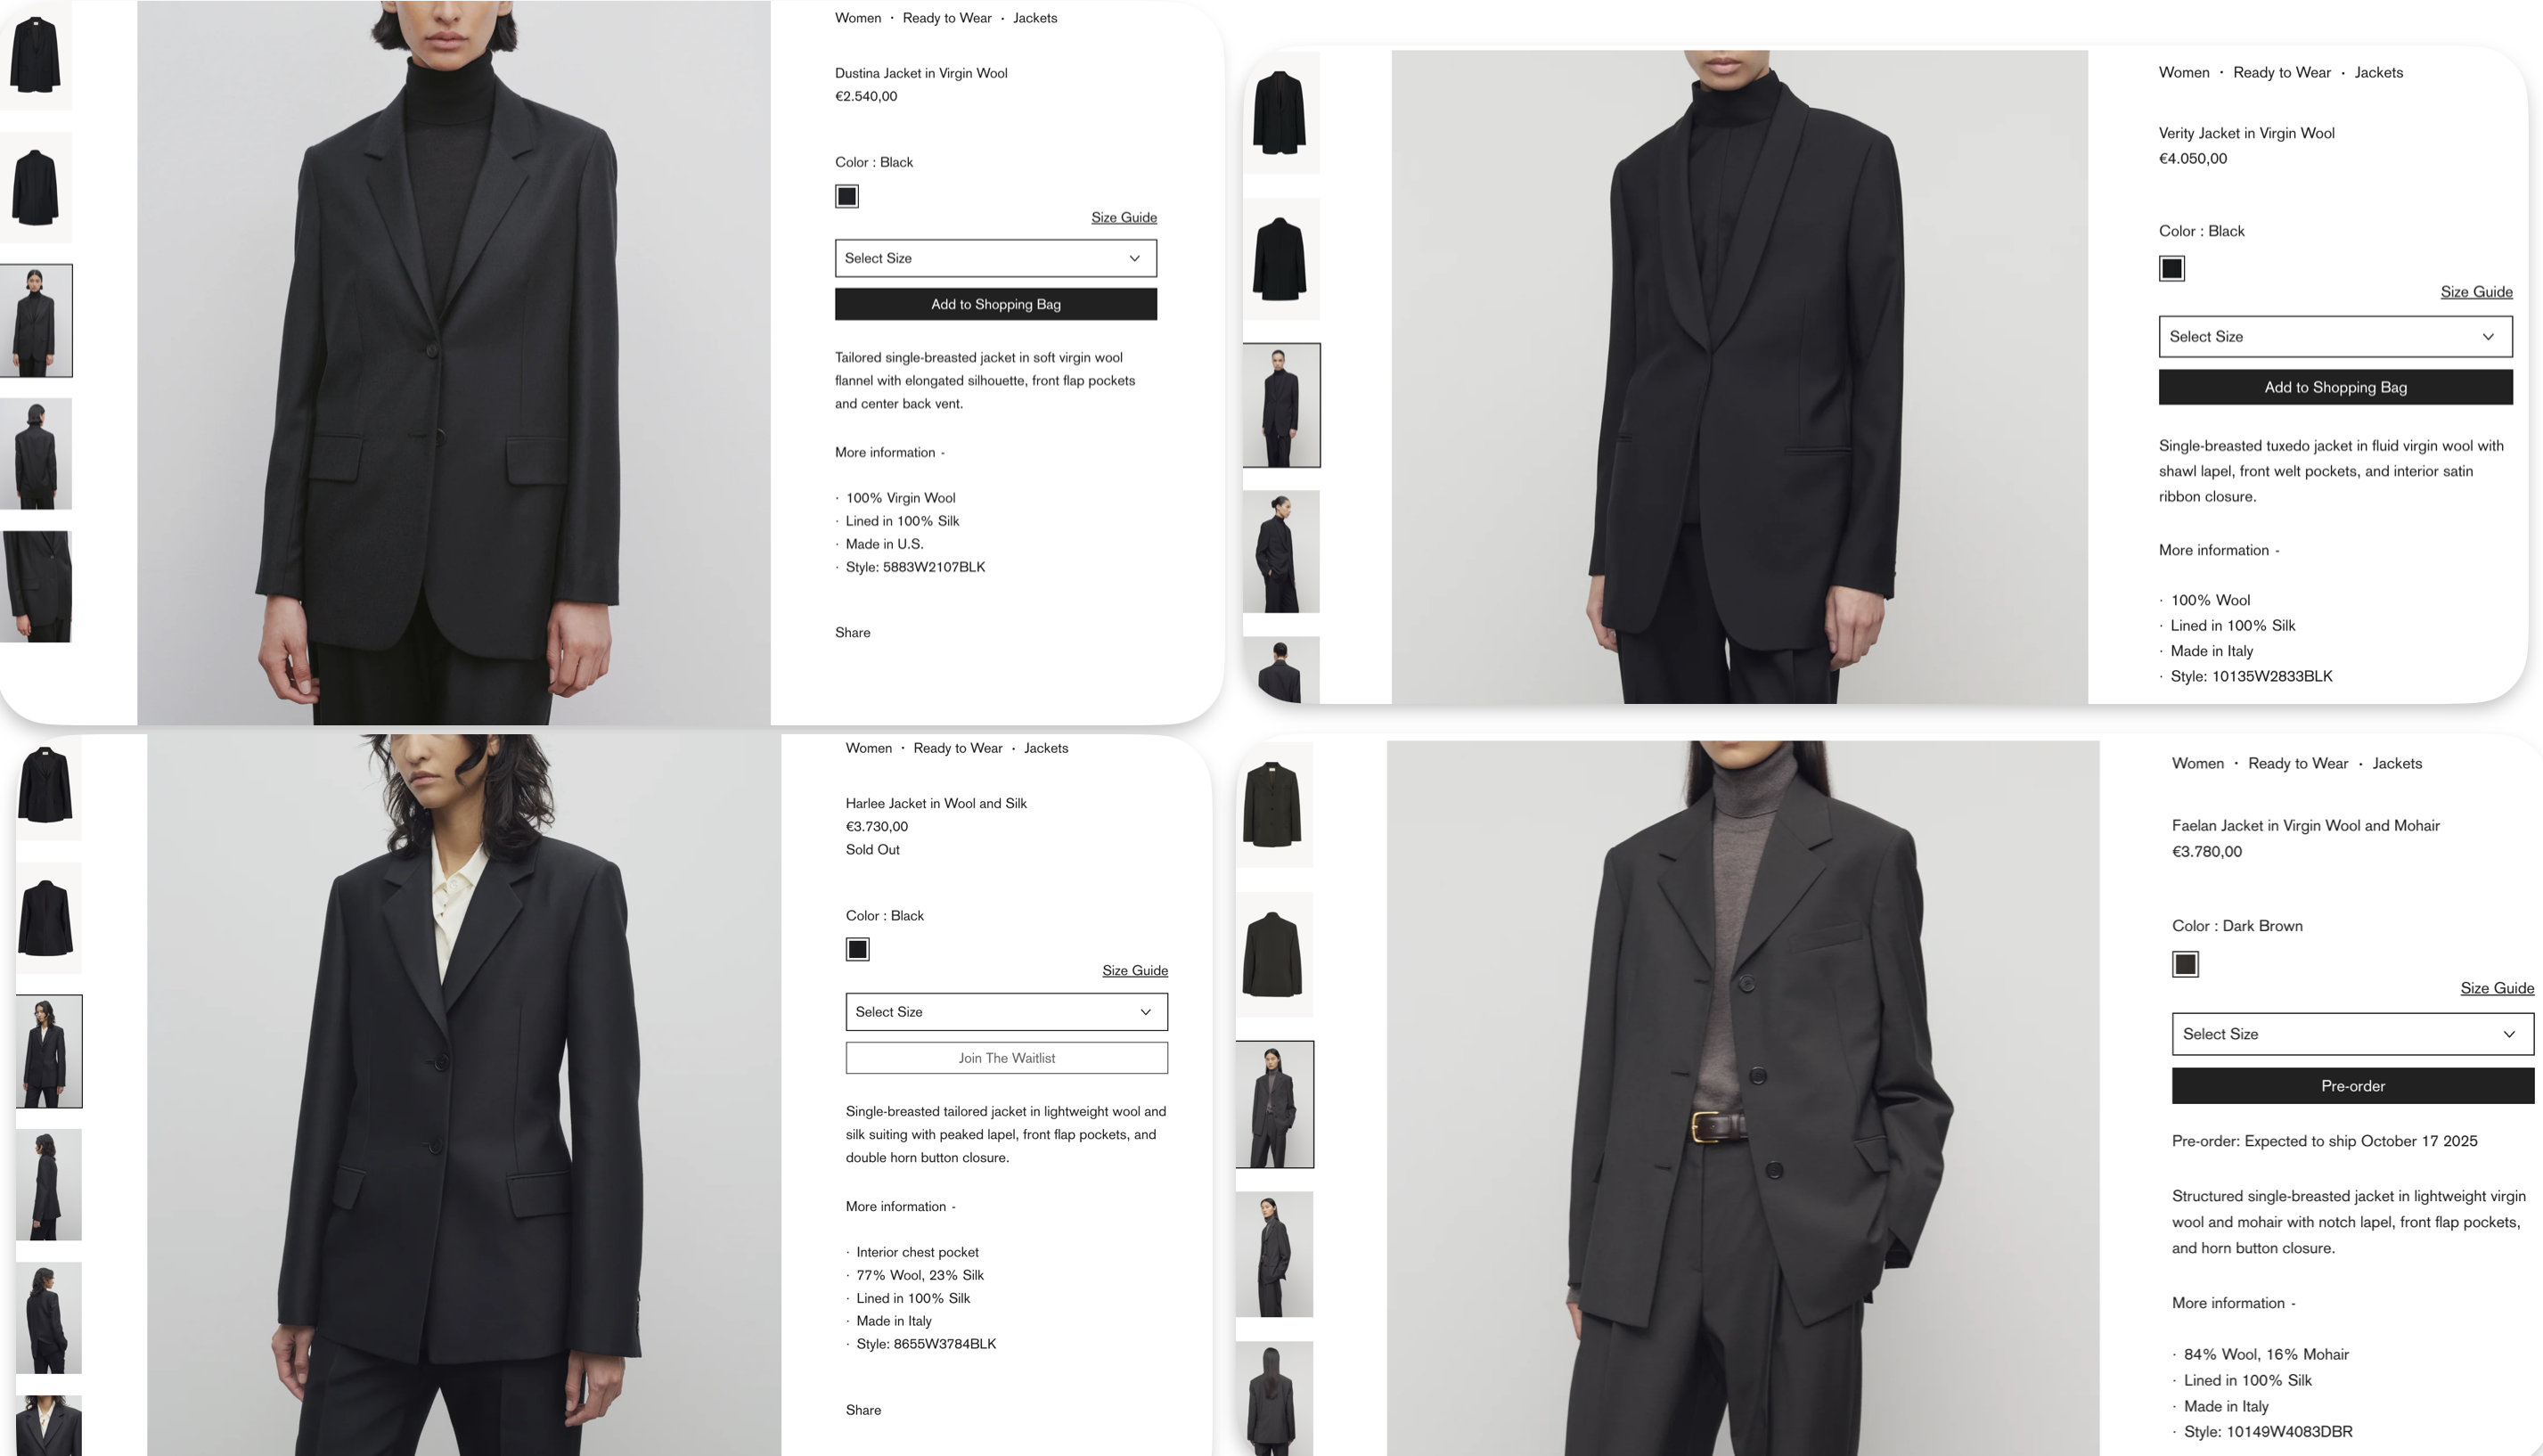 Women · Ready to Wear · Jackets
Dustina Jacket in Virgin Wool
€2.540,00
Color : Black
Size Guide
Select Size
Add to Shopping Bag
Tailored single-breasted jacket in soft virgin wool
flannel with elongated silhouette, front flap pockets
and center back vent.
More information -
· 100% Virgin Wool
· Lined in 100% Silk
· Made in U.S.
· Style: 5883W2107BLK
Share
Women · Ready to Wear · Jackets
Verity Jacket in Virgin Wool
€4.050,00
Color : Black
Size Guide
Select Size
Add to Shopping Bag
Single-breasted tuxedo jacket in fluid virgin wool with
shawl lapel, front welt pockets, and interior satin
ribbon closure.
More information -
· 100% Wool
· Lined in 100% Silk
· Made in Italy
· Style: 10135W2833BLK
Women · Ready to Wear · Jackets
Harlee Jacket in Wool and Silk
€3.730,00
Sold Out
Color : Black
Size Guide
Select Size
Join The Waitlist
Single-breasted tailored jacket in lightweight wool and
silk suiting with peaked lapel, front flap pockets, and
double horn button closure.
More information -
· Interior chest pocket
· 77% Wool, 23% Silk
· Lined in 100% Silk
· Made in Italy
· Style: 8655W3784BLK
Share
Women · Ready to Wear · Jackets
Faelan Jacket in Virgin Wool and Mohair
€3.780,00
Color : Dark Brown
Size Guide
Select Size
Pre-order
Pre-order: Expected to ship October 17 2025
Structured single-breasted jacket in lightweight virgin
wool and mohair with notch lapel, front flap pockets,
and horn button closure.
More information -
· 84% Wool, 16% Mohair
· Lined in 100% Silk
· Made in Italy
· Style: 10149W4083DBR